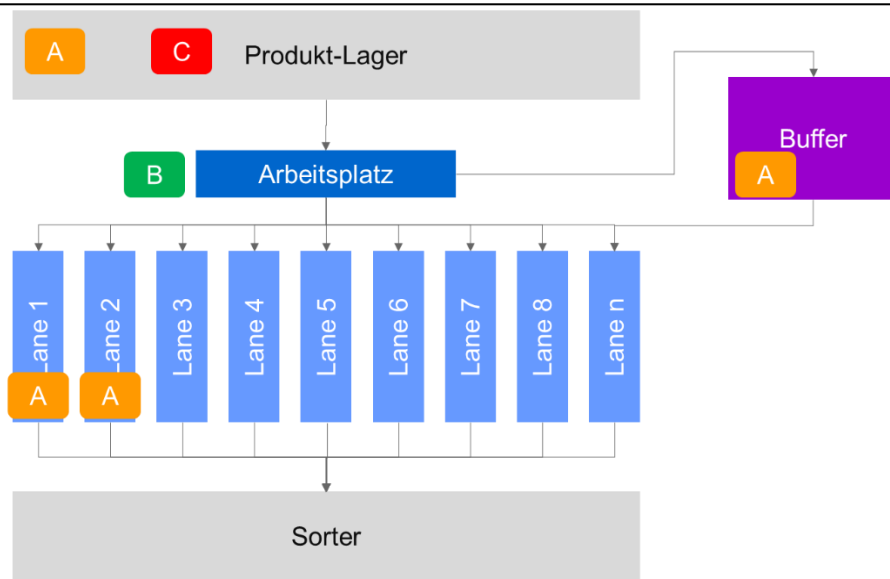 A
C
Produkt-Lager
Buffer
A
B
Arbeitsplatz
Lane 1
Lane 2
Lane 3
Lane 4
Lane 5
Lane 6
Lane 7
Lane 8
Lane n
A
A
Sorter